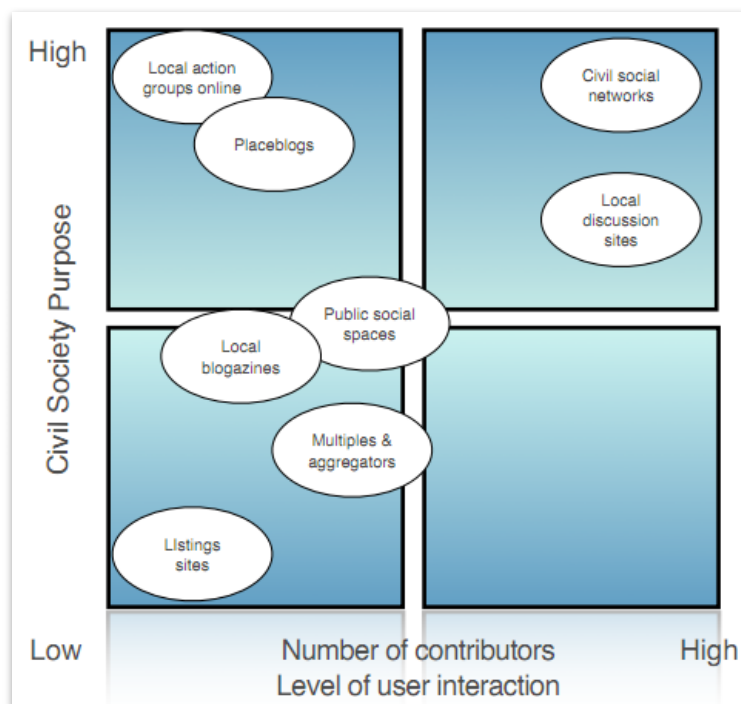 High
Local action
groups online
Civil social
networks
Placeblogs
Local
discussion
sites
Civil Society Purpose
Public social
spaces
Local
blogazines
Multiples &
aggregators
LIstings
sites
Low
Number of contributors
High
Level of user interaction